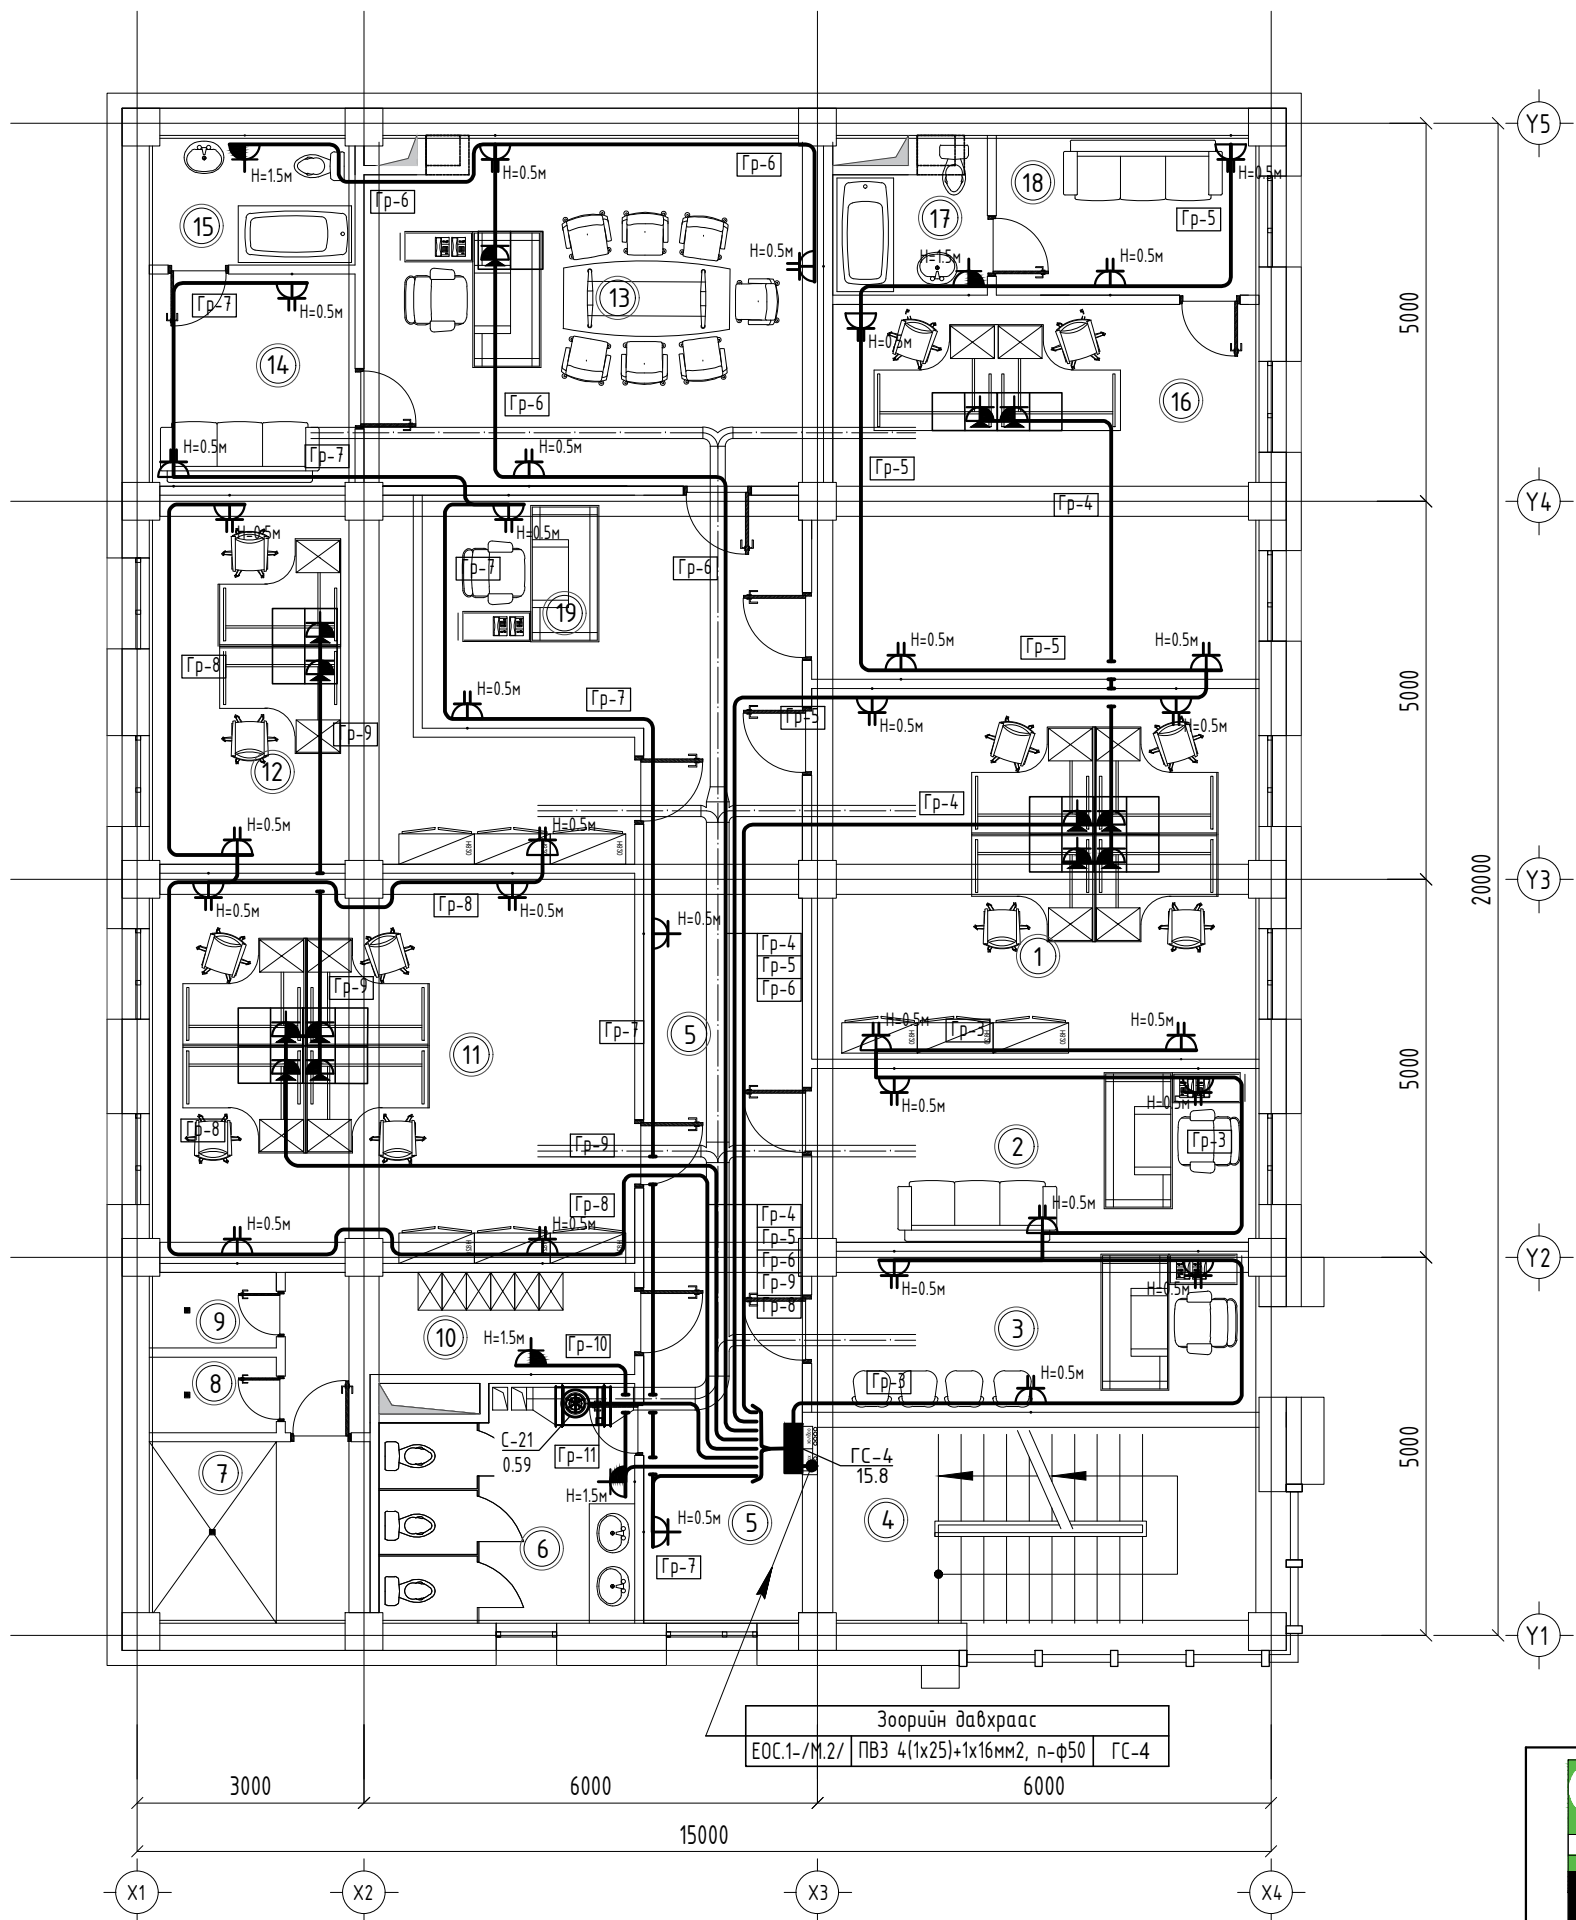 Y5
H=1.5м
H=0.5м
Гр-6
H=0.5м
18
Гр-6
17
Гр-5
15
H=0.5м
H=1.5м
H=0.5м
Гр-7
13
H=0.5м
5000
H=0.5м
14
Гр-6
16
H=0.5м
Гр-7
H=0.5м
Гр-5
Гр-4
Y4
H=0.5м
H=0.5м
Гр-7
Гр-6
19
Гр-8
H=0.5м
Гр-5
H=0.5м
H=0.5м
Гр-7
5000
Гр-9
Гр-5
H=0.5м
H=0.5м
12
Гр-4
H=0.5м
H=0.5м
Y3
20000
Гр-8
H=0.5м
H=0.5м
H=0.5м
Гр-4
Гр-5
Гр-6
1
Гр-9
Гр-7
5
H=0.5м
Гр-3
H=0.5м
11
5000
H=0.5м
H=0.5м
Гр-8
Гр-9
2
Гр-3
Гр-8
H=0.5м
H=0.5м
H=0.5м
Гр-4
Гр-5
Гр-6
Гр-9
Гр-8
Y2
H=0.5м
H=0.5м
9
10
H=1.5м
Гр-10
3
8
Гр-3
H=0.5м
С-21
0.59
Гр-11
ГС-4
15.8
5000
7
H=1.5м
H=0.5м
5
4
6
Гр-7
Y1
Зоорийн давхраас
ЕОС.1-/М.2/ ПВ3 4(1х25)+1х16мм2, п-ф50 ГС-4
3000
6000
6000
15000
X1
X2
X3
X4